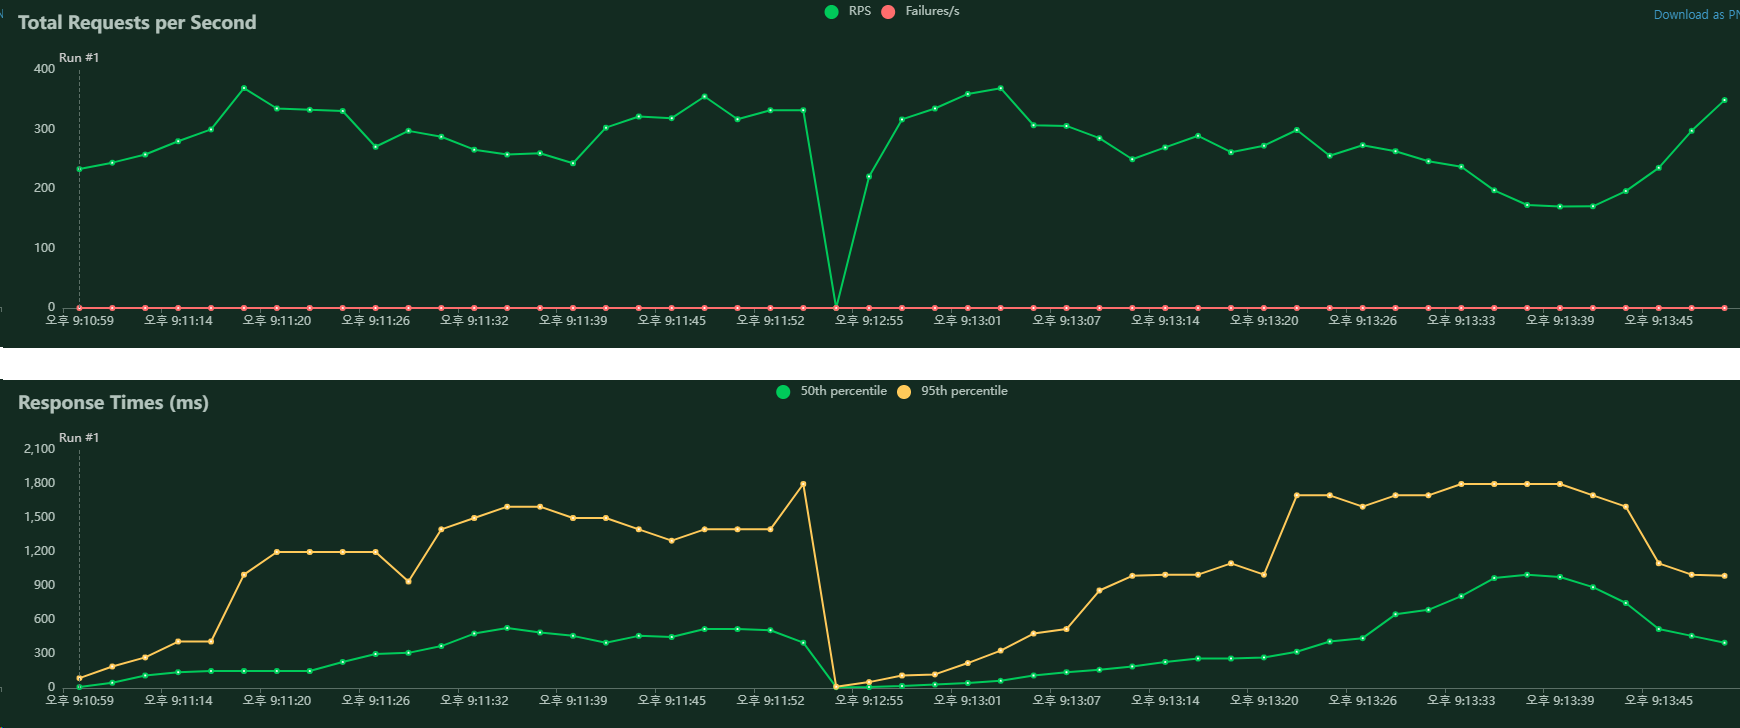 Total Requests per Second
RPS Failures/s
Download as PN
Run #1
400
300
200
100
0
오후 9:10:59 오후 9:11:14 오후 9:11:20 오후 9:11:26 오후 9:11:32 오후 9:11:39 오후 9:11:45 오후 9:11:52 오후 9:12:55 오후 9:13:01 오후 9:13:07 오후 9:13:14 오후 9:13:20 오후 9:13:26 오후 9:13:33 오후 9:13:39 오후 9:13:45
Response Times (ms)
50th percentile 95th percentile
Run #1
2,100
1,800
1,500
1,200
900
600
300
0
오후 9:10:59 오후 9:11:14 오후 9:11:20 오후 9:11:26 오후 9:11:32 오후 9:11:39 오후 9:11:45 오후 9:11:52 오후 9:12:55 오후 9:13:01 오후 9:13:07 오후 9:13:14 오후 9:13:20 오후 9:13:26 오후 9:13:33 오후 9:13:39 오후 9:13:45